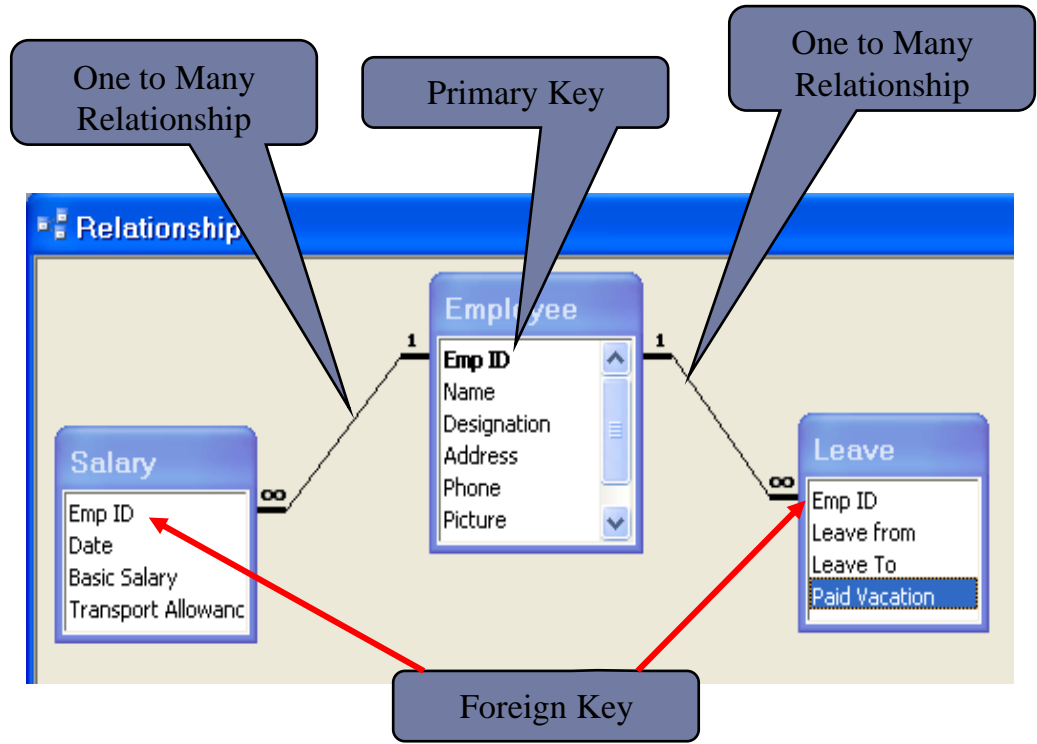 One to Many
Relationship
Primary Key
One to Many
Relationship
Relationship
Employee
1
1
Emp ID
Name
Designation
Address
Phone
Picture
Salary
∞
Emp ID
Date
Basic Salary
Transport Allowanc
Leave
∞
Emp ID
Leave from
Leave To
Paid Vacation
Foreign Key